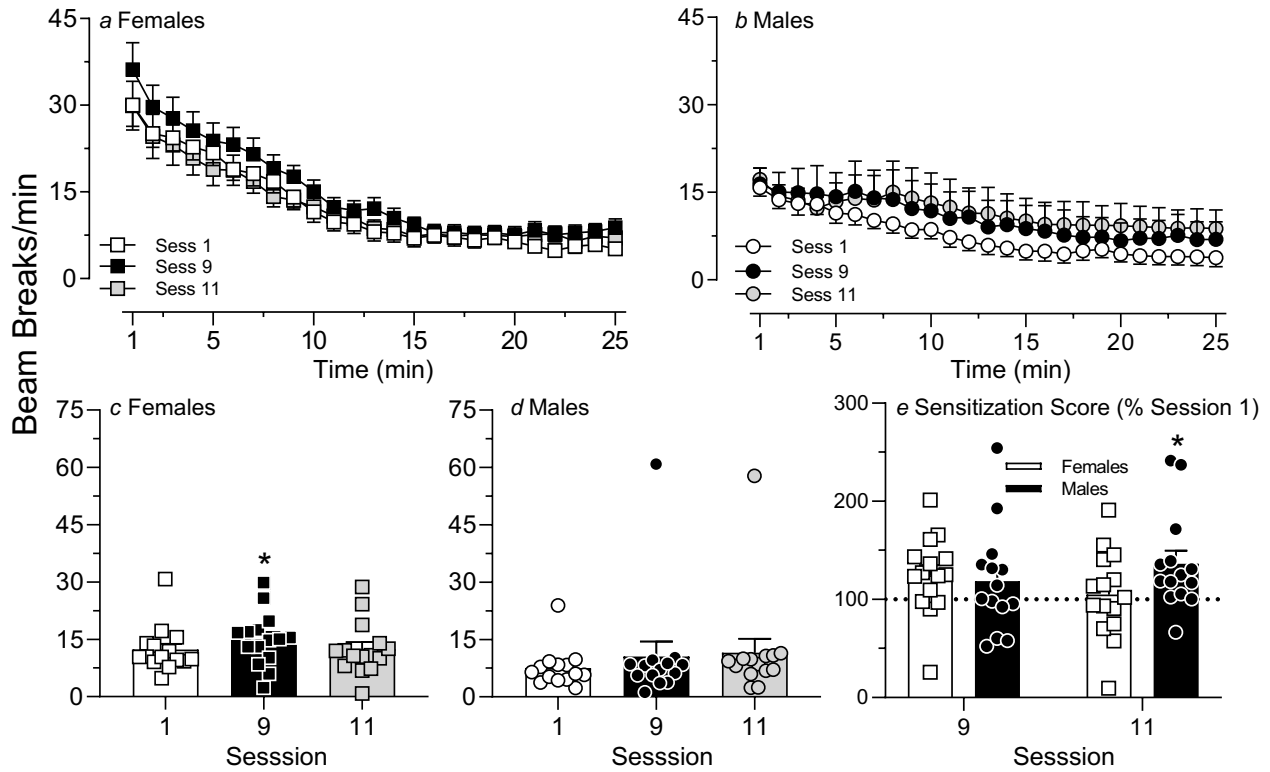 Beam Breaks/min
a Females
45
30
15
0
Sess 1
Sess 9
Sess 11
1 5 10 15 20 25
Time (min)
b Males
45
30
15
0
Sess 1
Sess 9
Sess 11
1 5 10 15 20 25
Time (min)
c Females
75
60
45
30
15
0
*
1 9 11
Sesssion
d Males
75
60
45
30
15
0
1 9 11
Sesssion
e Sensitization Score (% Session 1)
300
200
100
0
*
Females
Males
9 11
Sesssion